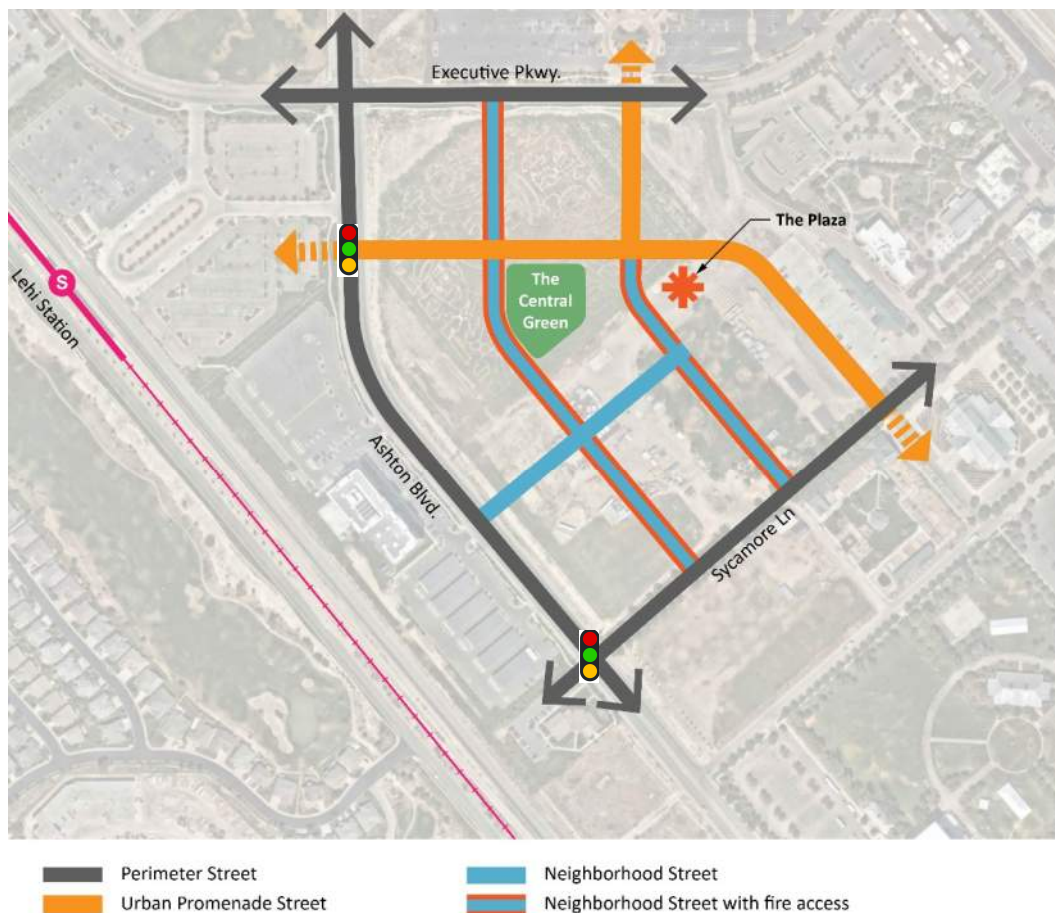 Executive Pkwy.
The Plaza
S
Lehi Station
The
Central
Green
Ashton Blvd.
Sycamore Ln
Perimeter Street
Neighborhood Street
Urban Promenade Street
Neighborhood Street with fire access